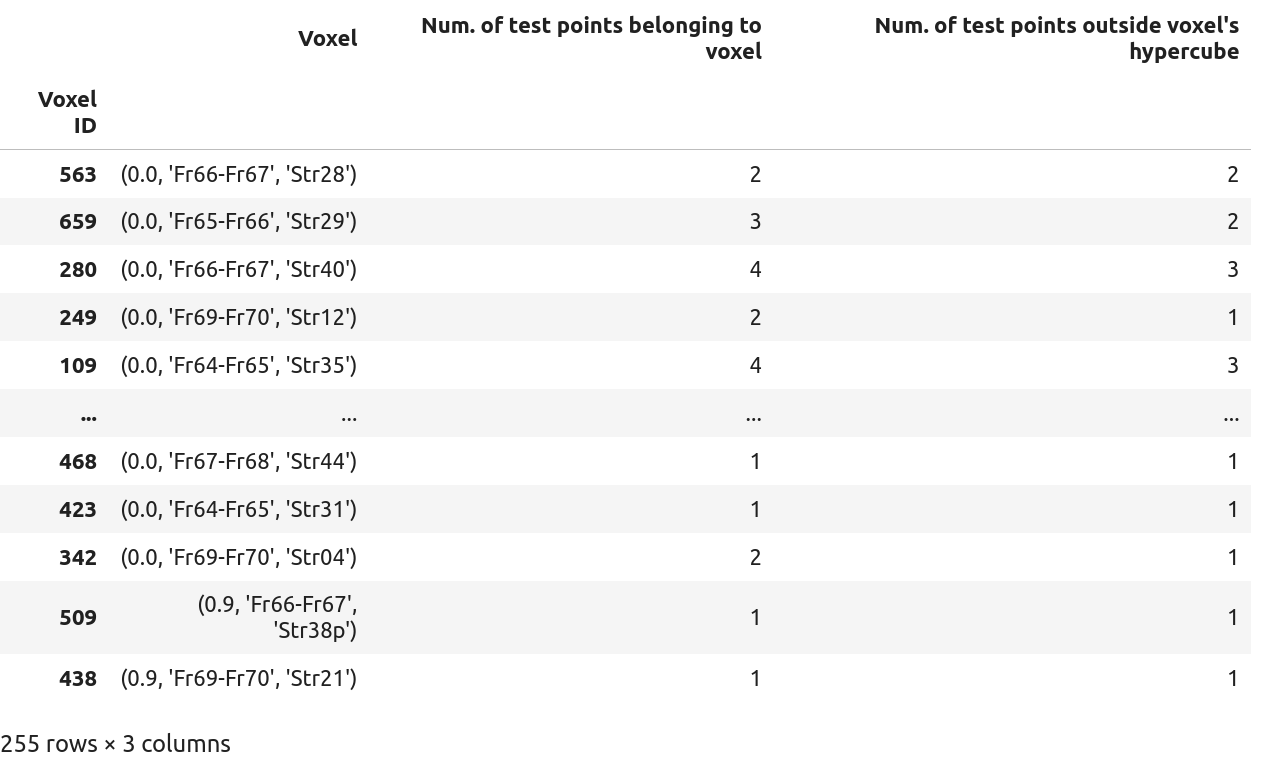 Voxel Num. of test points belonging to voxel Num. of test points outside voxel's hypercube
Voxel ID
563 (0.0, 'Fr66-Fr67', 'Str28') 2 2
659 (0.0, 'Fr65-Fr66', 'Str29') 3 2
280 (0.0, 'Fr66-Fr67', 'Str40') 4 3
249 (0.0, 'Fr69-Fr70', 'Str12') 2 1
109 (0.0, 'Fr64-Fr65', 'Str35') 4 3
... ... ... ...
468 (0.0, 'Fr67-Fr68', 'Str44') 1 1
423 (0.0, 'Fr64-Fr65', 'Str31') 1 1
342 (0.0, 'Fr69-Fr70', 'Str04') 2 1
509 (0.9, 'Fr66-Fr67', 'Str38p') 1 1
438 (0.9, 'Fr69-Fr70', 'Str21') 1 1
255 rows × 3 columns